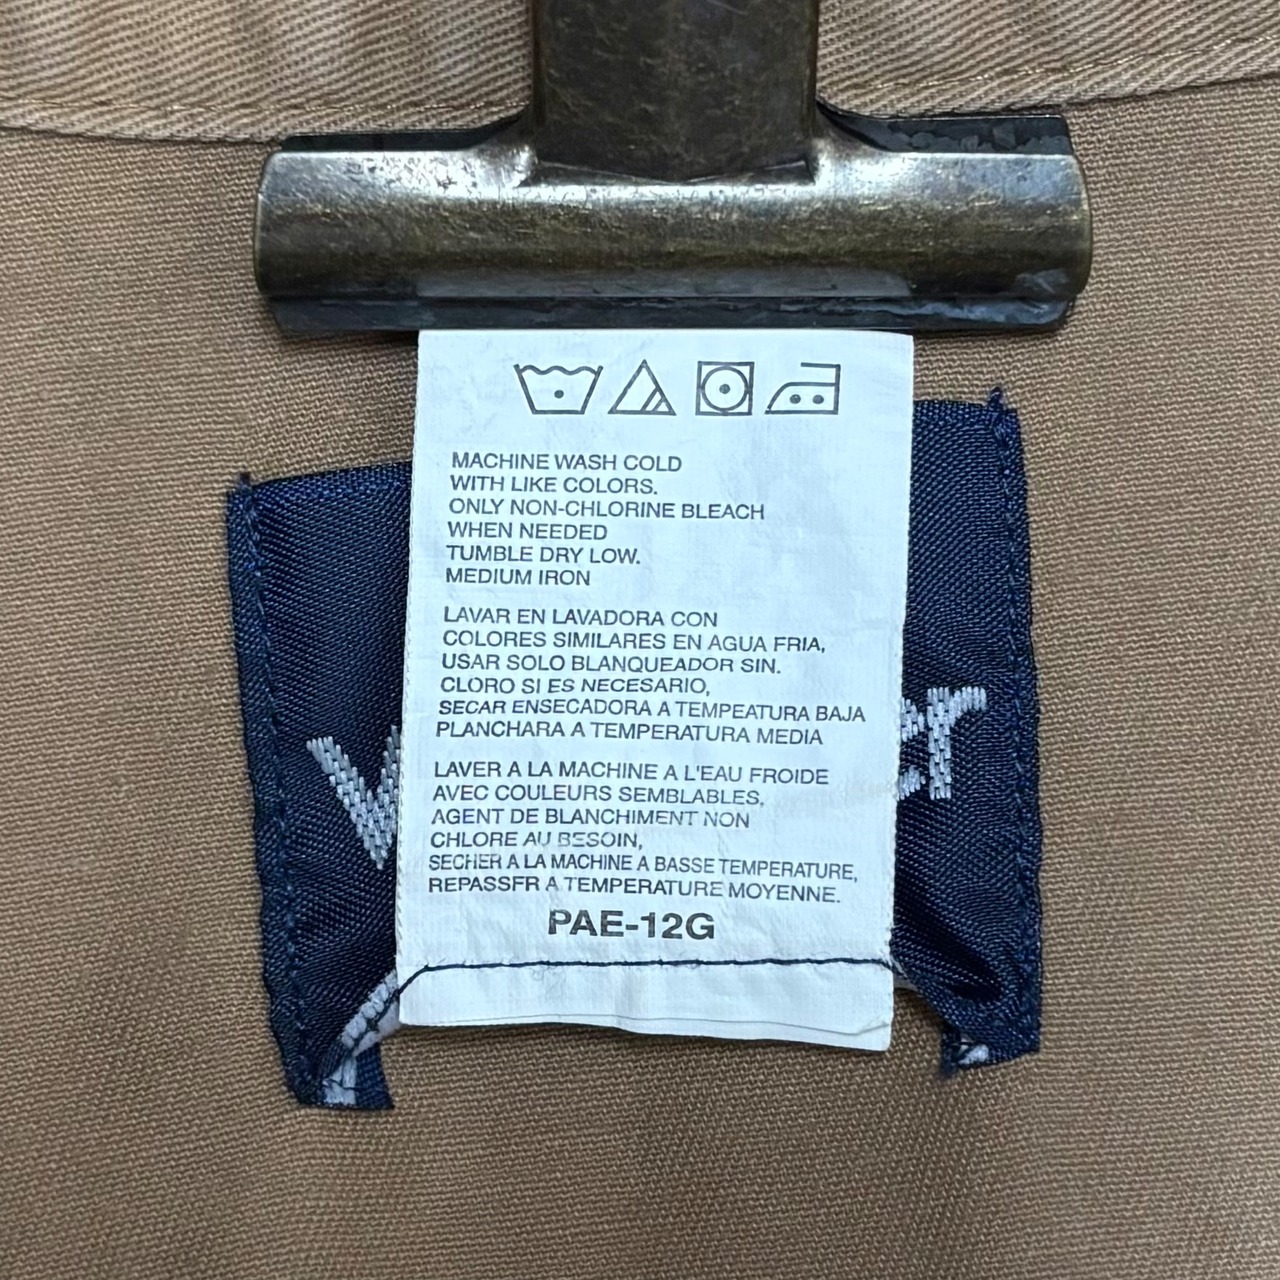 MACHINE WASH COLD
WITH LIKE COLORS.
ONLY NON-CHLORINE BLEACH
WHEN NEEDED
TUMBLE DRY LOW.
MEDIUM IRON
LAVAR EN LAVADORA CON
COLORES SIMILARES EN AGUA FRIA,
USAR SOLO BLANQUEADOR SIN.
CLORO SI ES NECESARIO,
SECAR ENSECADORA A TEMPEATURA BAJA
PLANCHARA A TEMPERATURA MEDIA
LAVER A LA MACHINE A L'EAU FROIDE
AVEC COULEURS SEMBLABLES,
AGENT DE BLANCHIMENT NON
CHLORE AU BESOIN,
SECHER A LA MACHINE A BASSE TEMPERATURE,
REPASSFR A TEMPERATURE MOYENNE.
PAE-12G